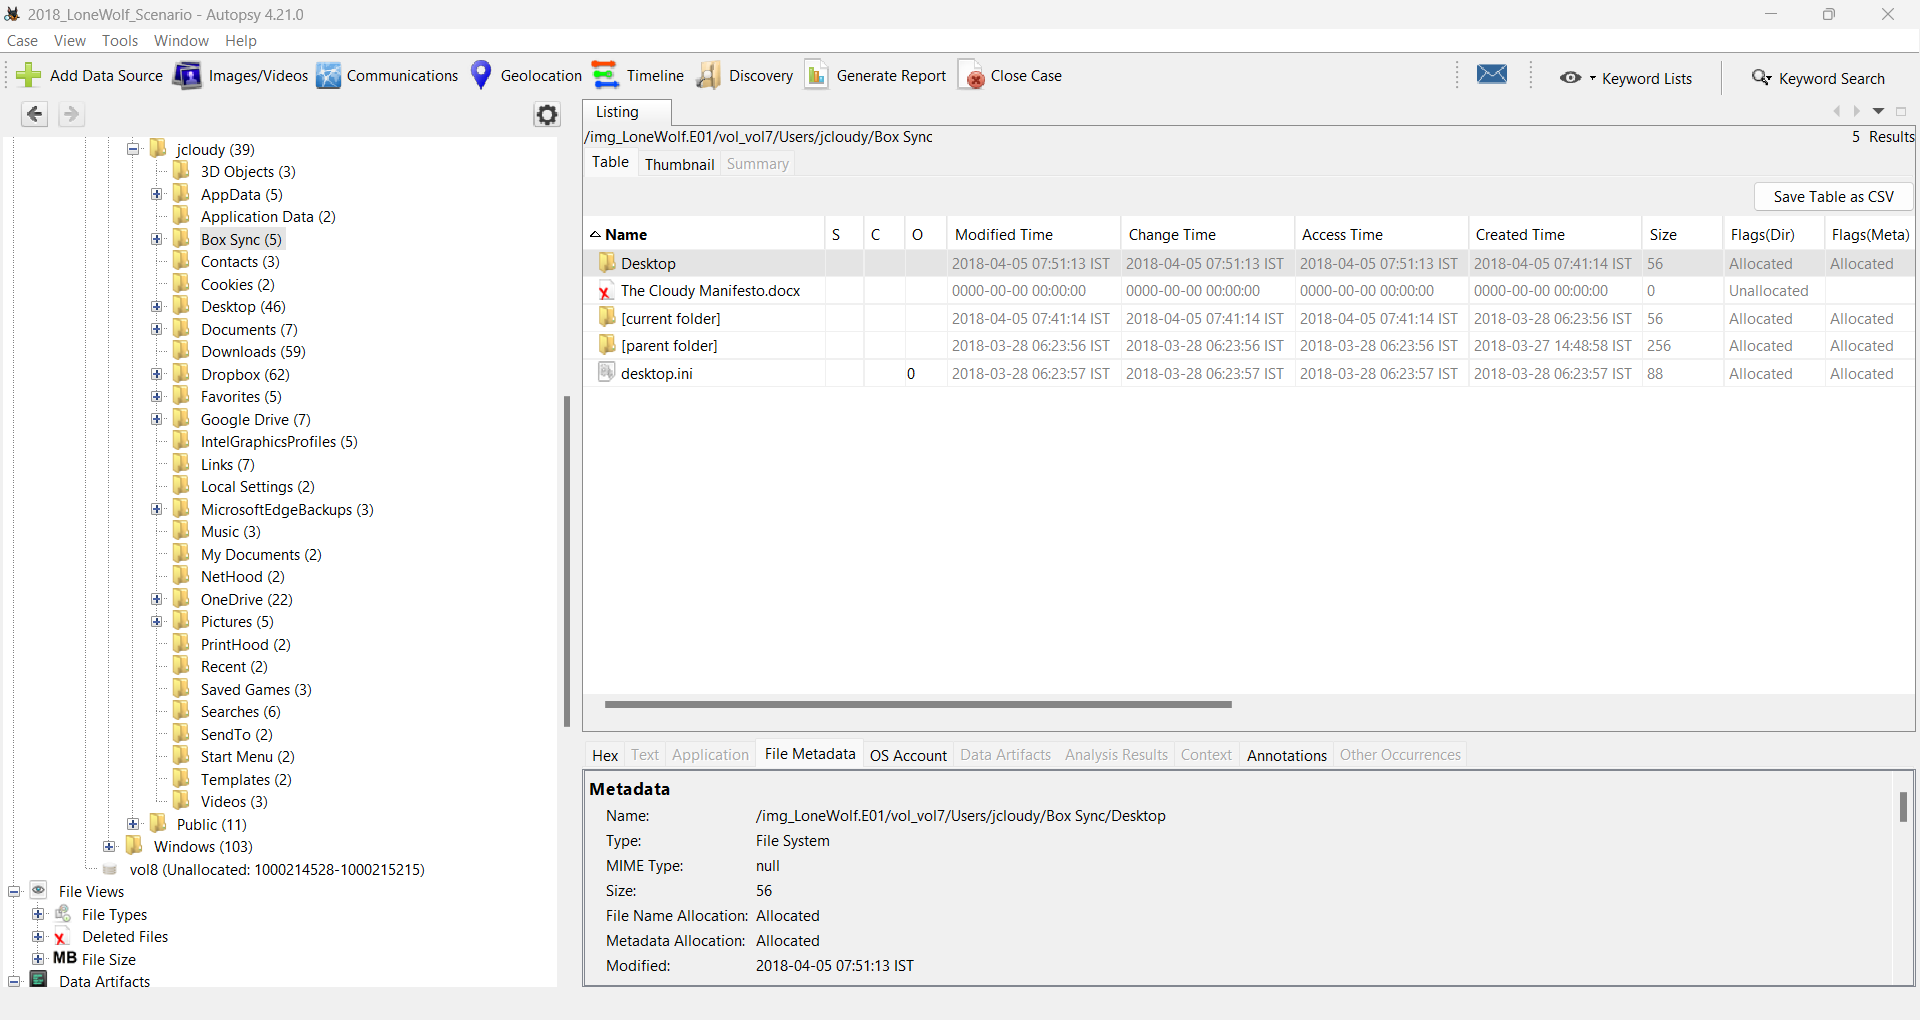 2018_LoneWolf_Scenario - Autopsy 4.21.0
Case View Tools Window Help
Add Data Source Images/Videos Communications Geolocation Timeline Discovery Generate Report Close Case Keyword Lists Keyword Search
jcloudy (39)
3D Objects (3)
AppData (5)
Application Data (2)
Box Sync (5)
Contacts (3)
Cookies (2)
Desktop (46)
Documents (7)
Downloads (59)
Dropbox (62)
Favorites (5)
Google Drive (7)
IntelGraphicsProfiles (5)
Links (7)
Local Settings (2)
MicrosoftEdgeBackups (3)
Music (3)
My Documents (2)
NetHood (2)
OneDrive (22)
Pictures (5)
PrintHood (2)
Recent (2)
Saved Games (3)
Searches (6)
SendTo (2)
Start Menu (2)
Templates (2)
Videos (3)
Public (11)
Windows (103)
vol8 (Unallocated: 1000214528-1000215215)
File Views
File Types
Deleted Files
MB File Size
Data Artifacts
Listing
/img_LoneWolf.E01/vol_vol7/Users/jcloudy/Box Sync 5 Results
Table Thumbnail Summary
Save Table as CSV
Name S C O Modified Time Change Time Access Time Created Time Size Flags(Dir) Flags(Meta)
Desktop 2018-04-05 07:51:13 IST 2018-04-05 07:51:13 IST 2018-04-05 07:51:13 IST 2018-04-05 07:41:14 IST 56 Allocated Allocated
The Cloudy Manifesto.docx 0000-00-00 00:00:00 0000-00-00 00:00:00 0000-00-00 00:00:00 0000-00-00 00:00:00 0 Unallocated
[current folder] 2018-04-05 07:41:14 IST 2018-04-05 07:41:14 IST 2018-04-05 07:41:14 IST 2018-03-28 06:23:56 IST 56 Allocated Allocated
[parent folder] 2018-03-28 06:23:56 IST 2018-03-28 06:23:56 IST 2018-03-28 06:23:56 IST 2018-03-27 14:48:58 IST 256 Allocated Allocated
desktop.ini 0 2018-03-28 06:23:57 IST 2018-03-28 06:23:57 IST 2018-03-28 06:23:57 IST 2018-03-28 06:23:57 IST 88 Allocated Allocated
Hex Text Application File Metadata OS Account Data Artifacts Analysis Results Context Annotations Other Occurrences
Metadata
Name: /img_LoneWolf.E01/vol_vol7/Users/jcloudy/Box Sync/Desktop
Type: File System
MIME Type: null
Size: 56
File Name Allocation: Allocated
Metadata Allocation: Allocated
Modified: 2018-04-05 07:51:13 IST